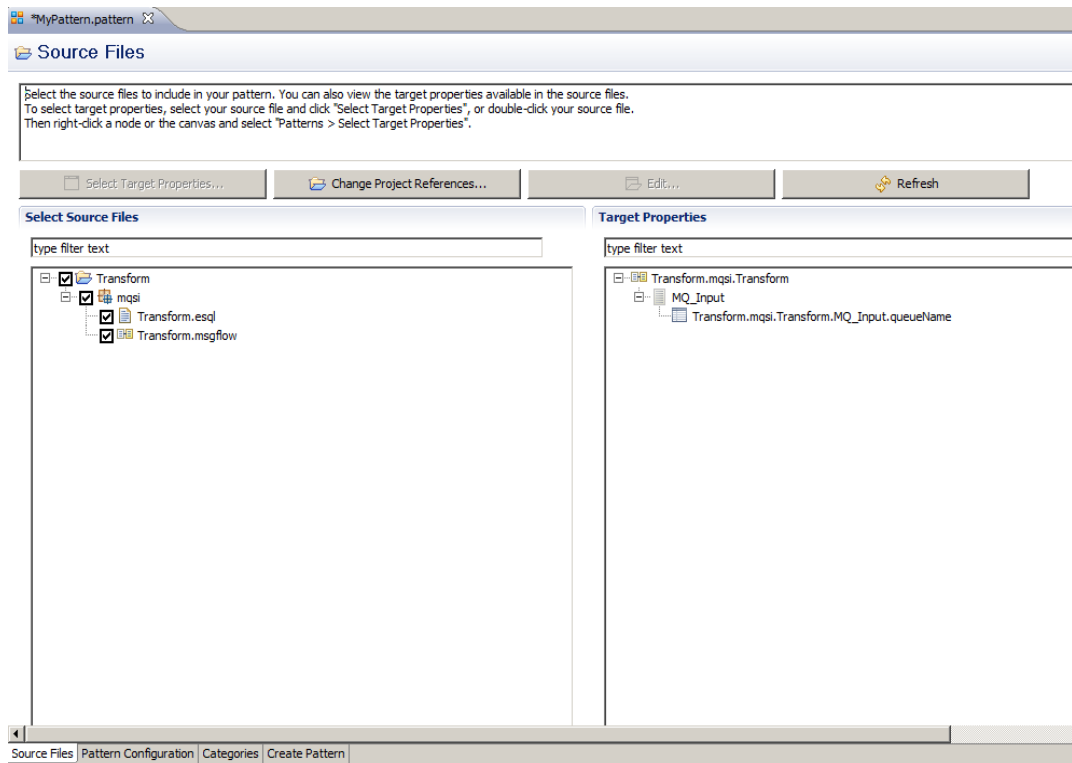 *MyPattern.pattern
Source Files
Select the source files to include in your pattern. You can also view the target properties available in the source files.
To select target properties, select your source file and click "Select Target Properties", or double-click your source file.
Then right-click a node or the canvas and select "Patterns > Select Target Properties".
Select Target Properties... Change Project References... Edit... Refresh
Select Source Files Target Properties
type filter text type filter text
Transform Transform.mqsi.Transform
mqsi MQ_Input
Transform.esql Transform.mqsi.Transform.MQ_Input.queueName
Transform.msgflow
Source Files Pattern Configuration Categories Create Pattern